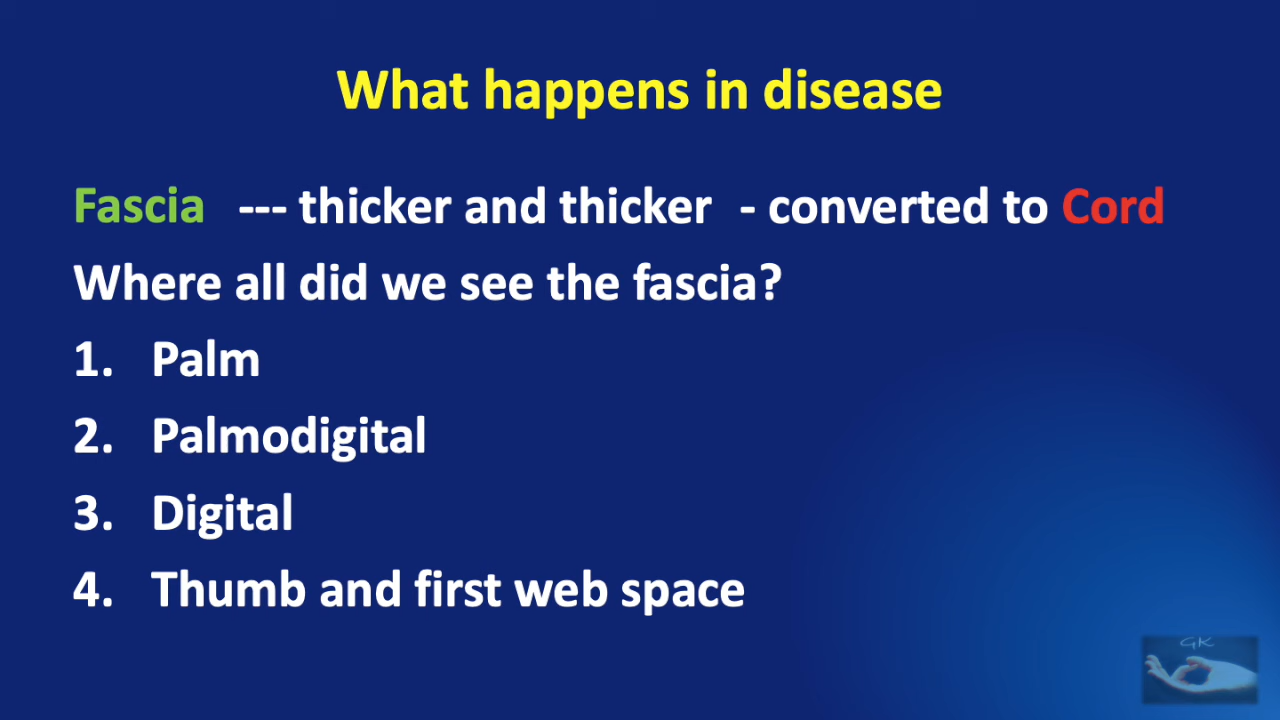 What happens in disease
Fascia --- thicker and thicker - converted to Cord
Where all did we see the fascia?
1. Palm
2. Palmodigital
3. Digital
4. Thumb and first web space
GK